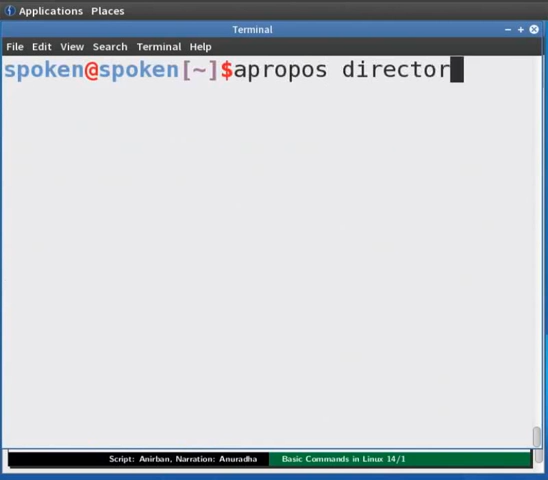 Applications Places
Terminal
File Edit View Search Terminal Help
spoken@spoken[~]$apropos director
Script: Anirban, Narration: Anuradha Basic Commands in Linux 14/1